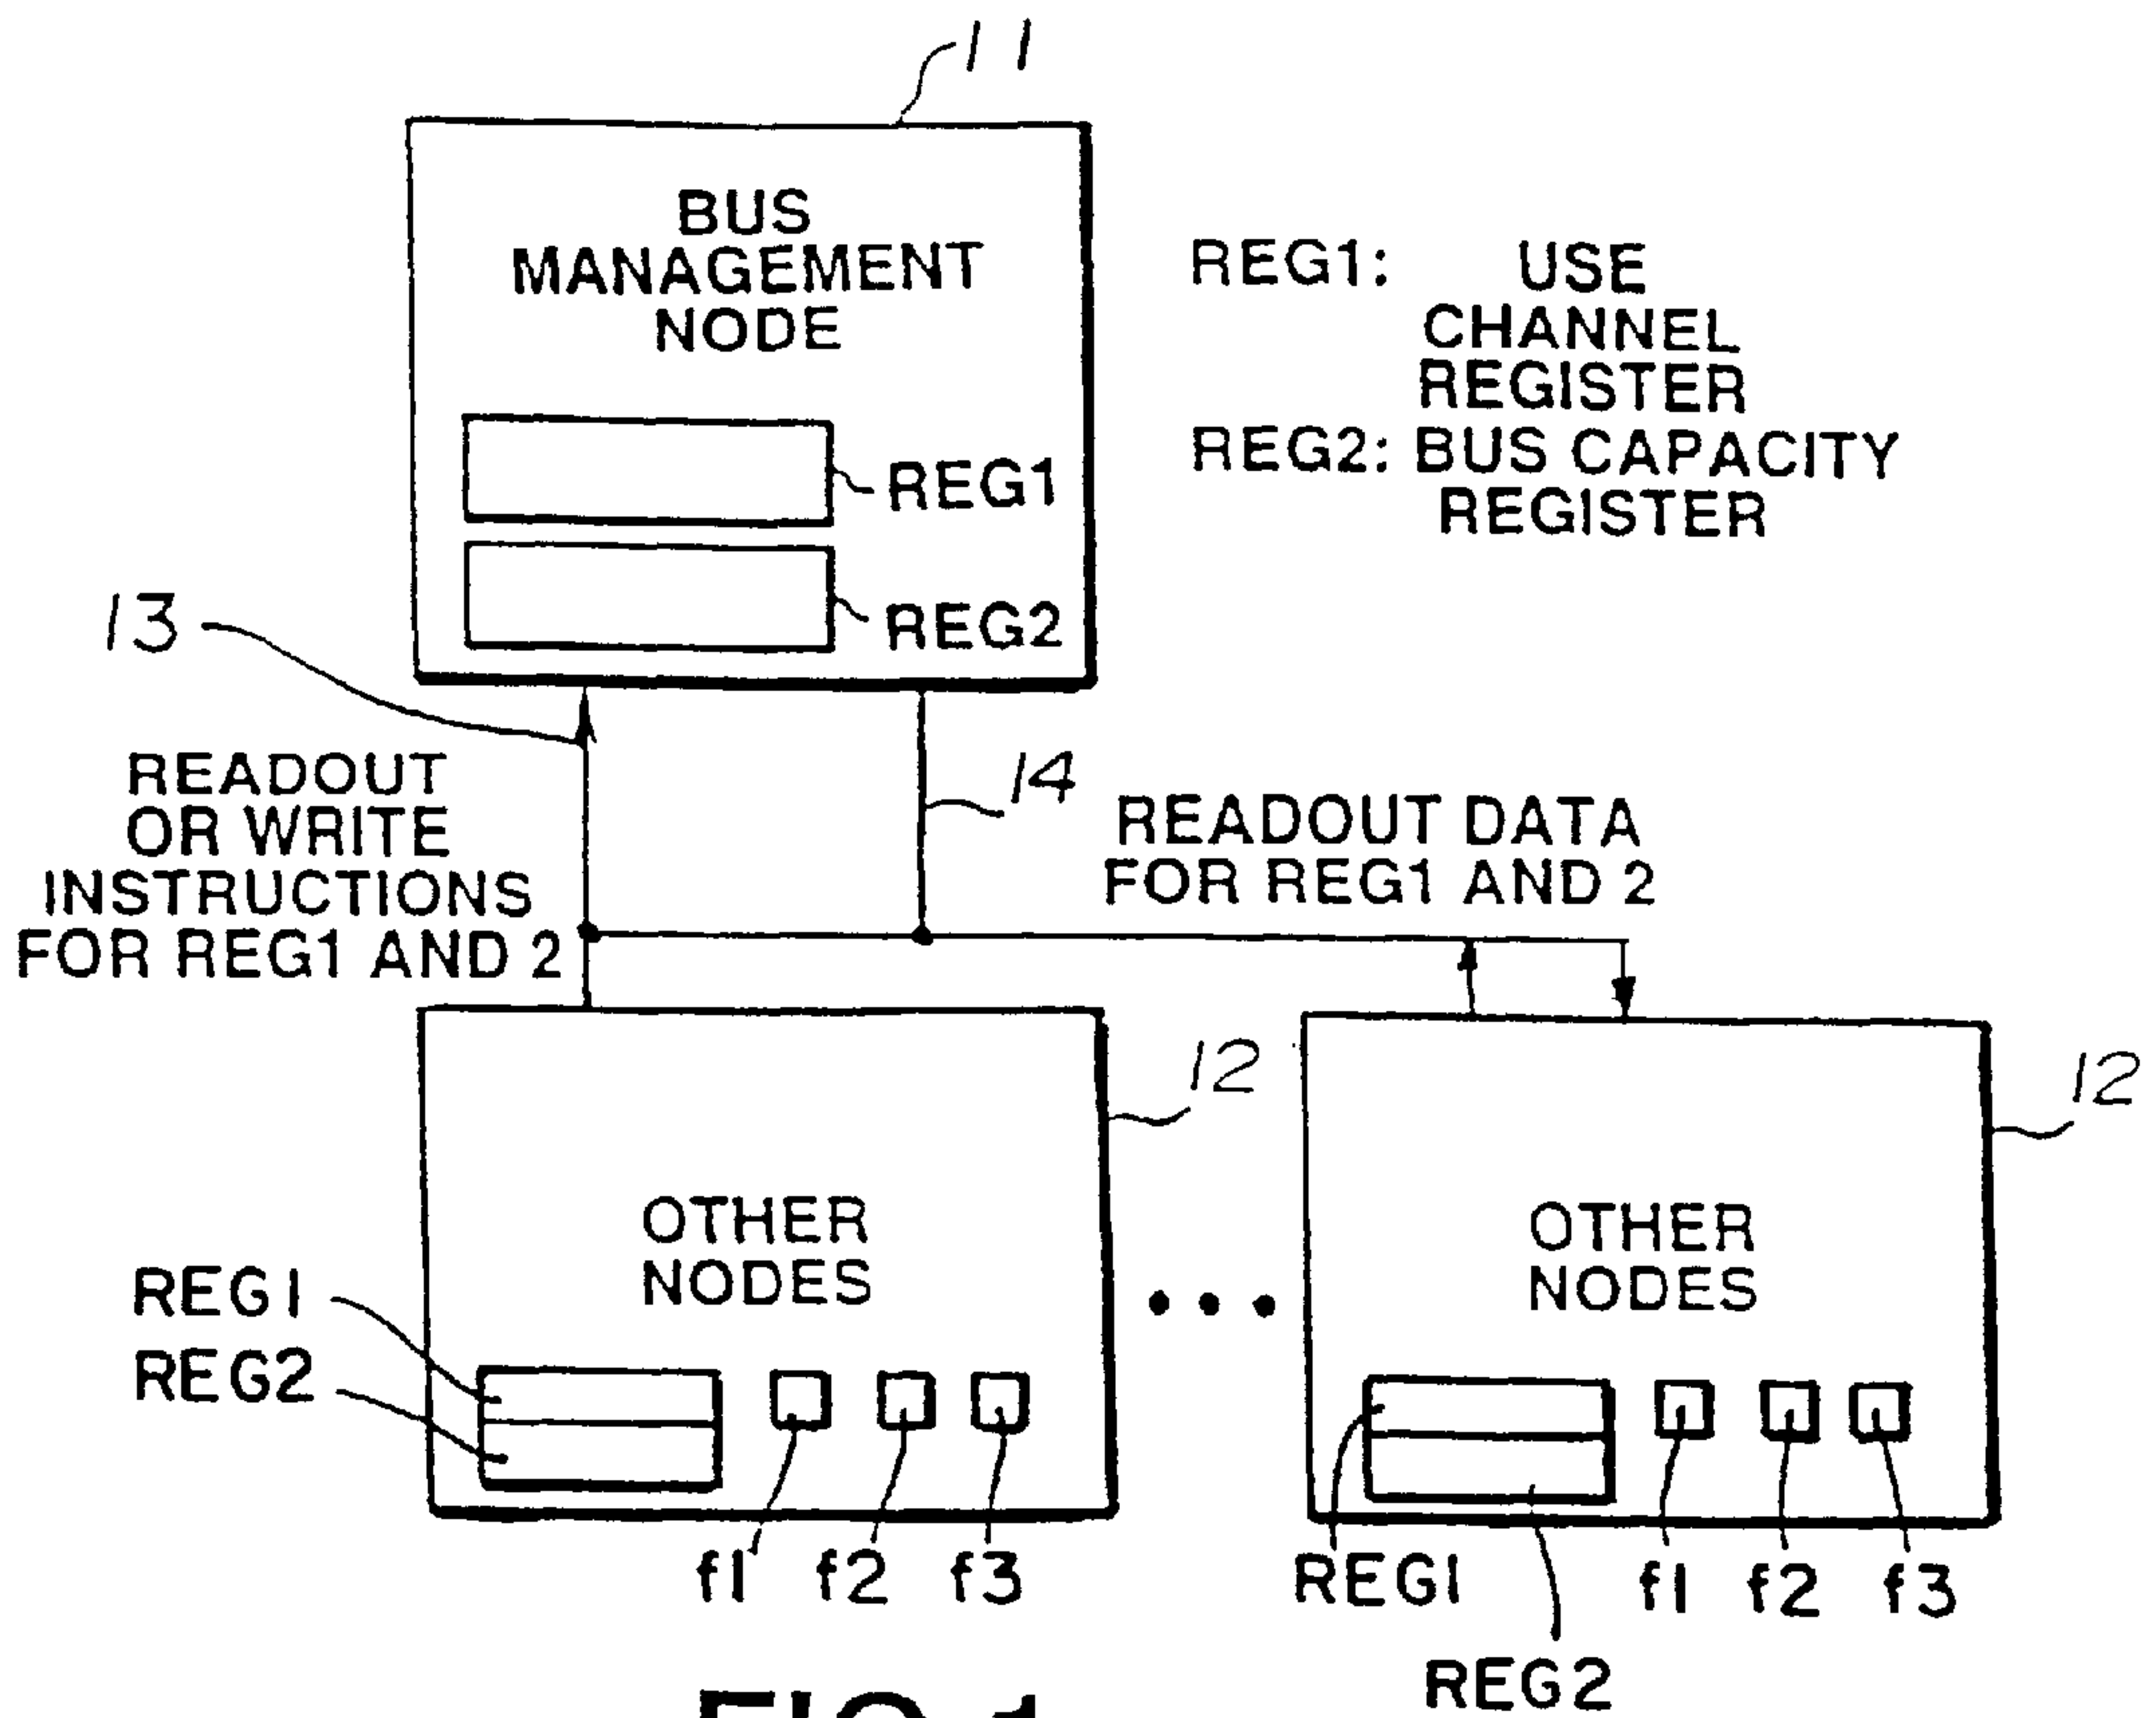 11
BUS
MANAGEMENT
NODE
REG1: USE
CHANNEL
REGISTER
REG2: BUS CAPACITY
REGISTER
REG1
REG2
13
14
READOUT
OR WRITE
INSTRUCTIONS
FOR REG1 AND 2
READOUT DATA
FOR REG1 AND 2
12
12
OTHER
NODES
OTHER
NODES
REG1
REG2
f1 f2 f3
REG1 f1 f2 f3
REG2
FIG.1